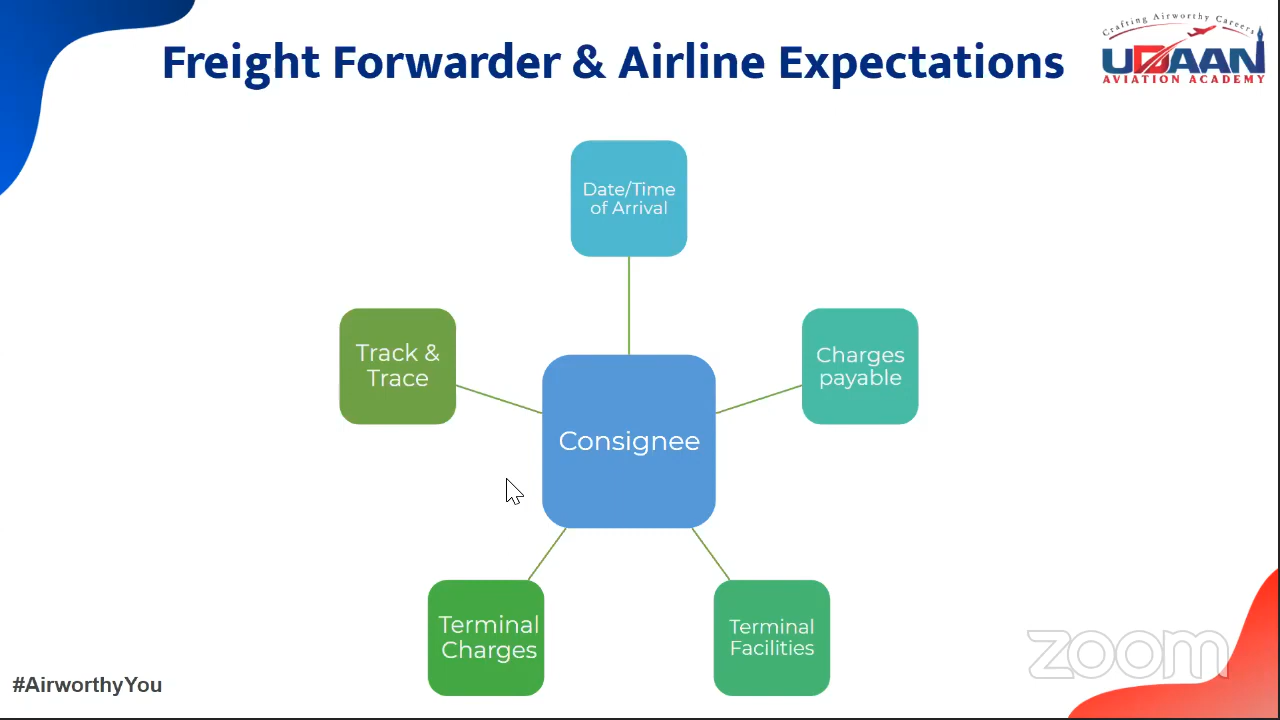 Freight Forwarder & Airline Expectations
Crafting Airworthy Careers
UDAAN
AVIATION ACADEMY
Date/Time
of Arrival
Track &
Trace
Charges
payable
Consignee
Terminal
Charges
Terminal
Facilities
#AirworthyYou
zoom